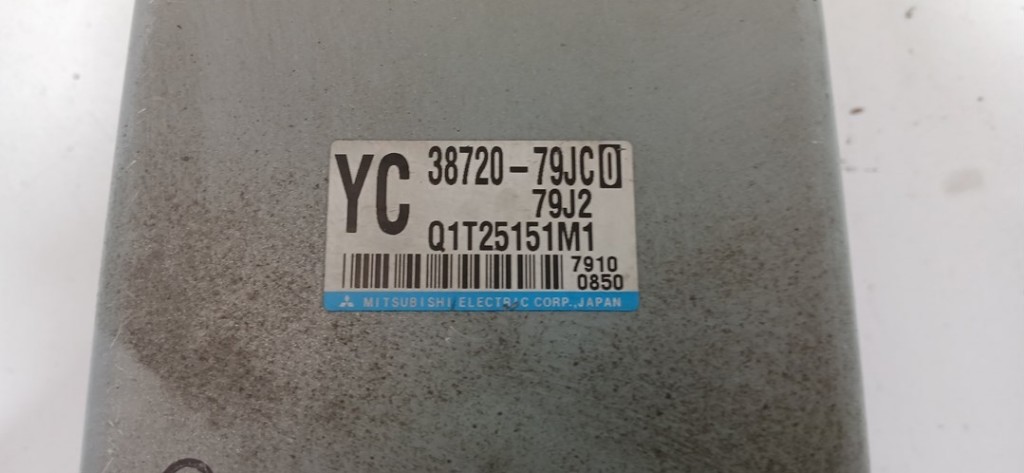 YC
38720-79JC0
79J2
Q1T25151M1
7910
0850
MITSUBISHI ELECTRIC CORP., JAPAN